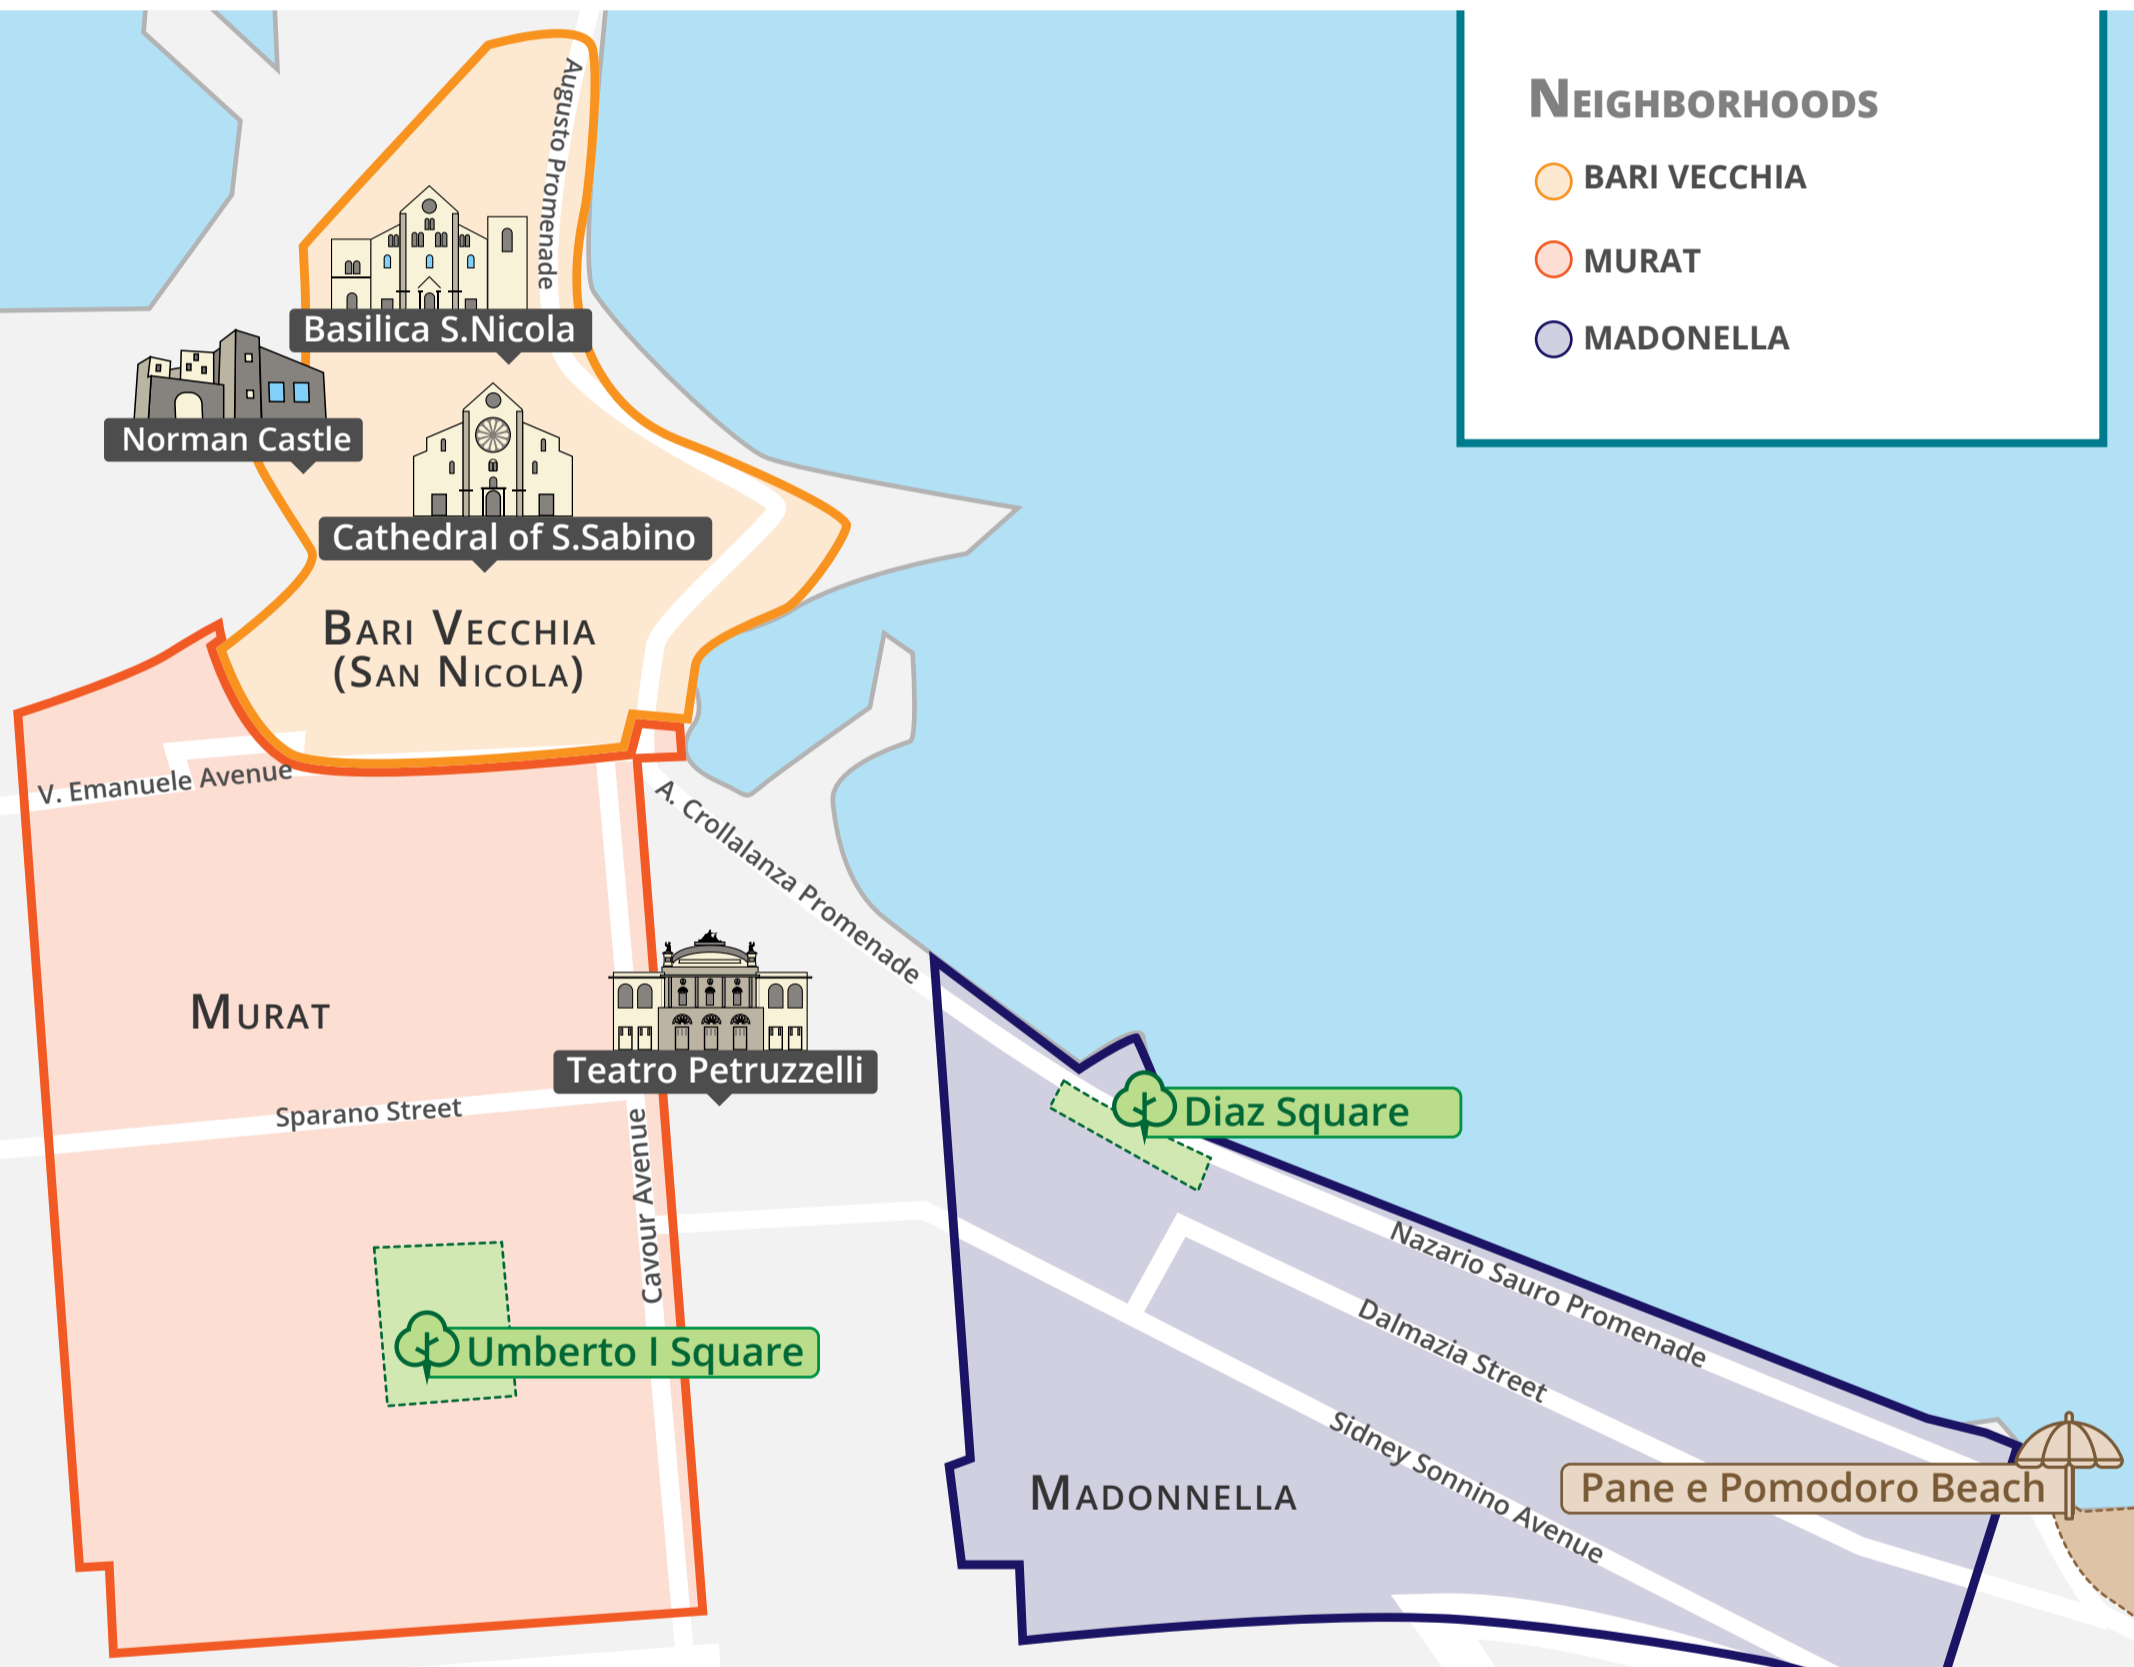 NEIGHBORHOODS
BARI VECCHIA
MURAT
MADONELLA
Augusto Promenade
Basilica S.Nicola
Norman Castle
Cathedral of S.Sabino
BARI VECCHIA
(SAN NICOLA)
V. Emanuele Avenue
A. Crollalanza Promenade
MURAT
Teatro Petruzzelli
Sparano Street
Cavour Avenue
Diaz Square
Umberto I Square
Nazario Sauro Promenade
Dalmazia Street
Sidney Sonnino Avenue
MADONNELLA
Pane e Pomodoro Beach